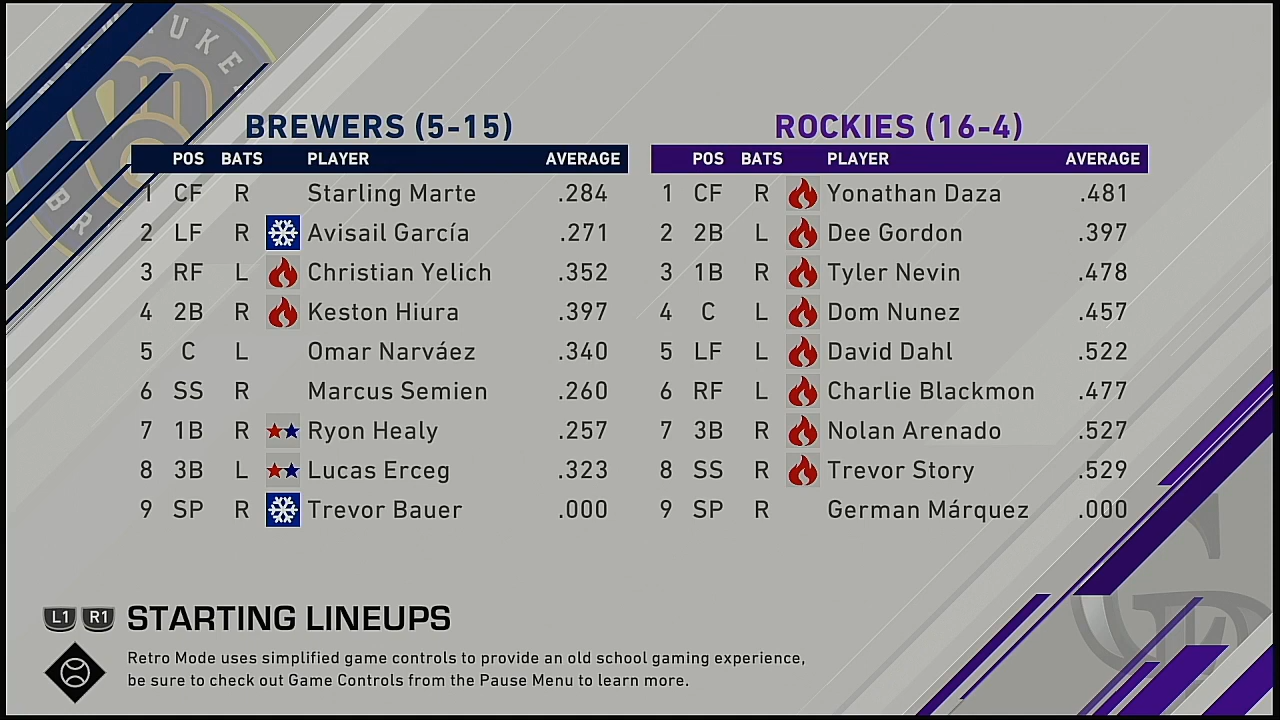 UKE
BR
BREWERS (5-15)
POS BATS PLAYER AVERAGE
1 CF R Starling Marte .284
2 LF R Avisail García .271
3 RF L Christian Yelich .352
4 2B R Keston Hiura .397
5 C L Omar Narváez .340
6 SS R Marcus Semien .260
7 1B R Ryon Healy .257
8 3B L Lucas Erceg .323
9 SP R Trevor Bauer .000
ROCKIES (16-4)
POS BATS PLAYER AVERAGE
1 CF R Yonathan Daza .481
2 2B L Dee Gordon .397
3 1B R Tyler Nevin .478
4 C L Dom Nunez .457
5 LF L David Dahl .522
6 RF L Charlie Blackmon .477
7 3B R Nolan Arenado .527
8 SS R Trevor Story .529
9 SP R German Márquez .000
L1 R1 STARTING LINEUPS
Retro Mode uses simplified game controls to provide an old school gaming experience,
be sure to check out Game Controls from the Pause Menu to learn more.